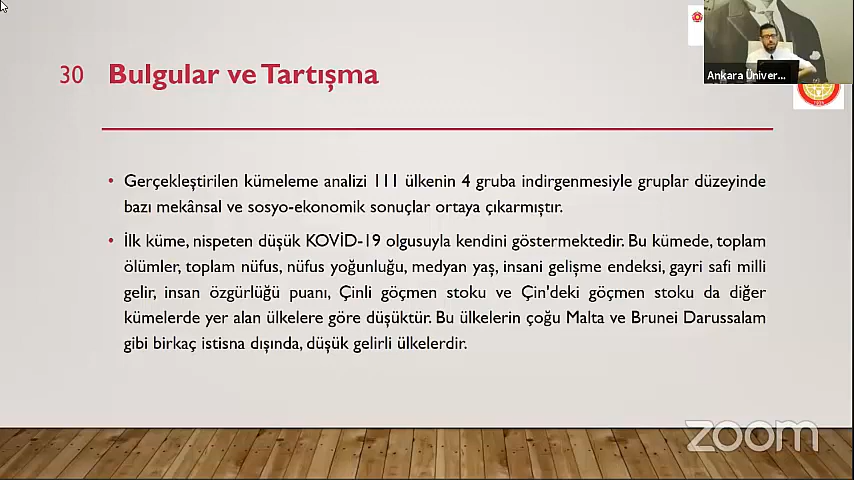 30 Bulgular ve Tartışma
Ankara Üniver...
• Gerçekleştirilen kümeleme analizi 111 ülkenin 4 gruba indirgenmesiyle gruplar düzeyinde
bazı mekânsal ve sosyo-ekonomik sonuçlar ortaya çıkarmıştır.
• İlk küme, nispeten düşük KOVİD-19 olgusuyla kendini göstermektedir. Bu kümede, toplam
ölümler, toplam nüfus, nüfus yoğunluğu, medyan yaş, insani gelişme endeksi, gayri safi milli
gelir, insan özgürlüğü puanı, Çinli göçmen stoku ve Çin'deki göçmen stoku da diğer
kümelerde yer alan ülkelere göre düşüktür. Bu ülkelerin çoğu Malta ve Brunei Darussalam
gibi birkaç istisna dışında, düşük gelirli ülkelerdir.
zoom